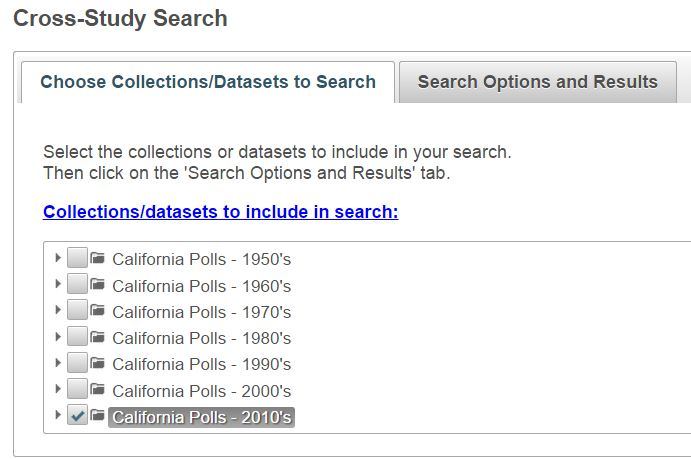 Cross-Study Search
Choose Collections/Datasets to Search
Search Options and Results
Select the collections or datasets to include in your search.
Then click on the 'Search Options and Results' tab.
Collections/datasets to include in search:
California Polls - 1950's
California Polls - 1960's
California Polls - 1970's
California Polls - 1980's
California Polls - 1990's
California Polls - 2000's
California Polls - 2010's